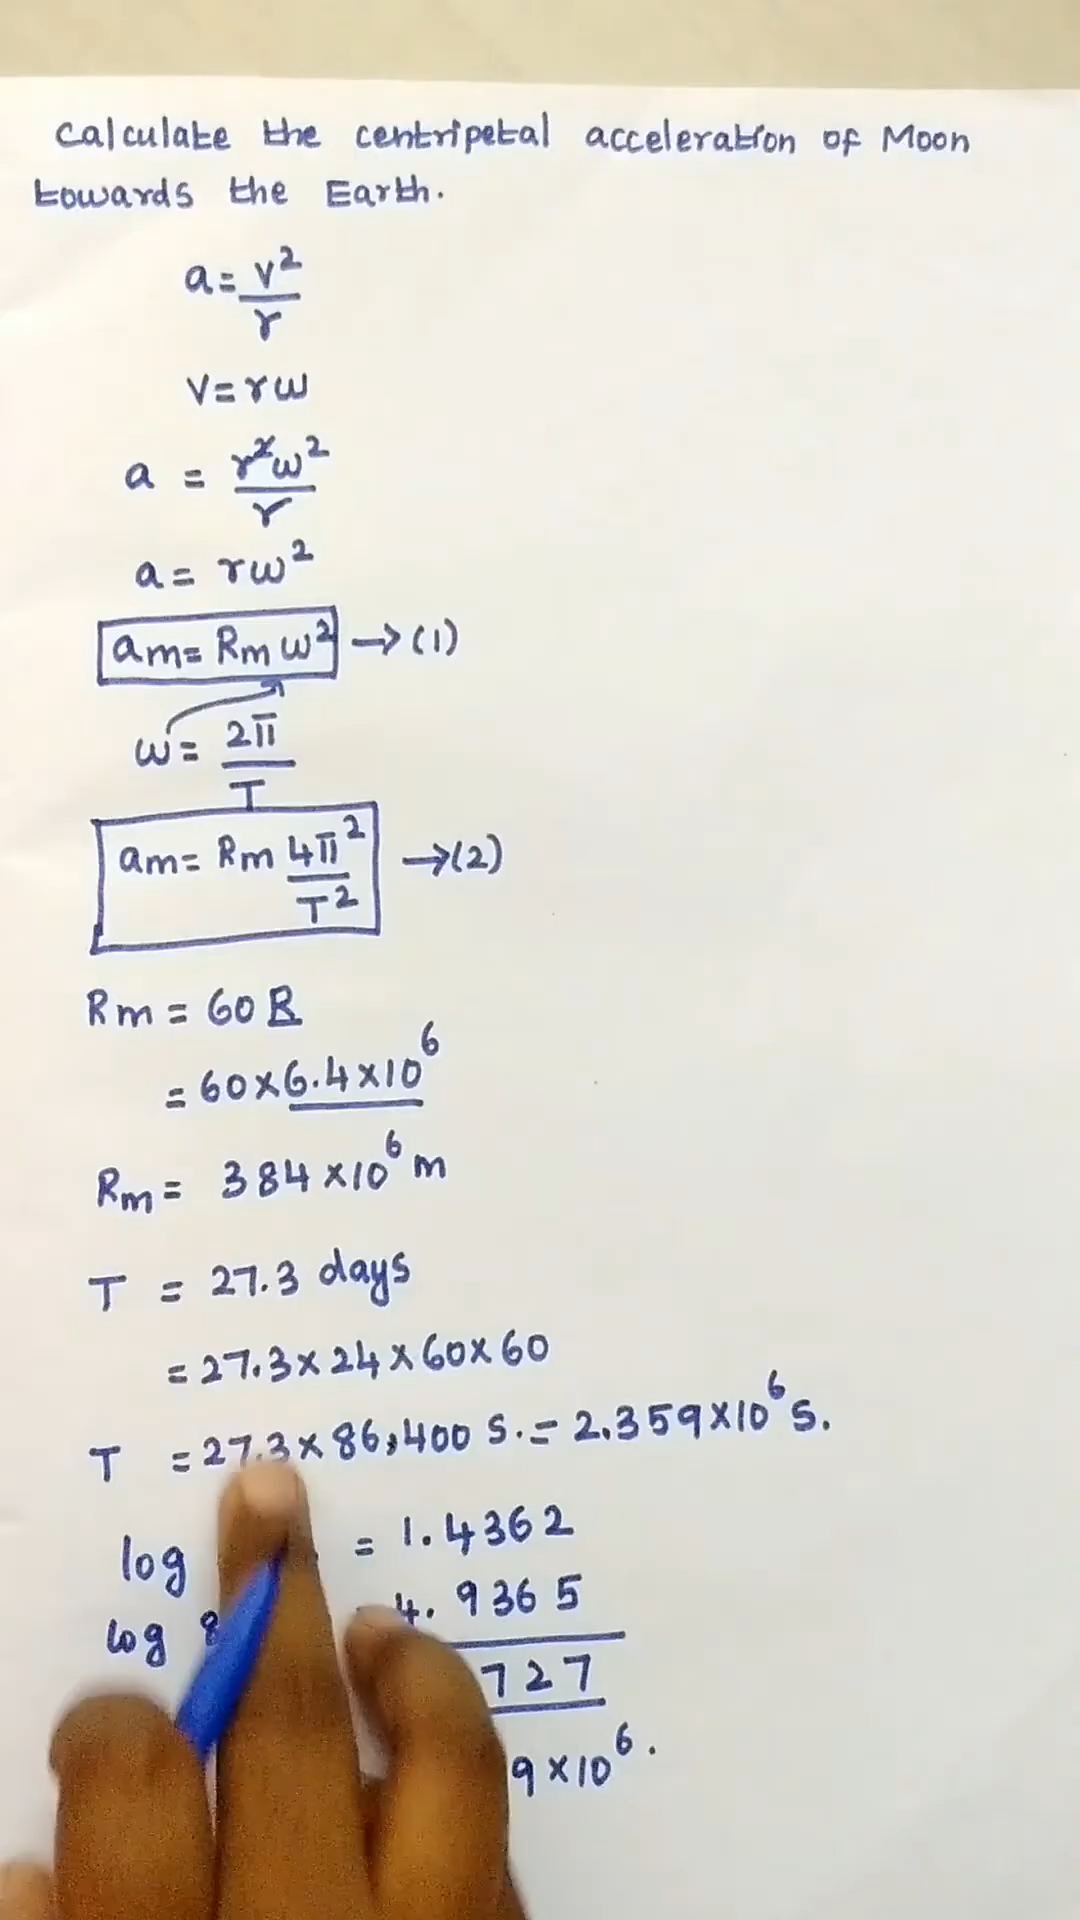 Calculate the centripetal acceleration of Moon
towards the Earth.
a = v²/r
v = rω
a = r²ω²/r
a = rω²
am = Rm ω² → (1)
ω = 2π/T
am = Rm 4π²/T² → (2)
Rm = 60 R
= 60 × 6.4 × 10⁶
Rm = 384 × 10⁶ m
T = 27.3 days
= 27.3 × 24 × 60 × 60
T = 27.3 × 86,400 s. = 2.359 × 10⁶ s.
log = 1.4362
log 8 4.9365
727
9 × 10⁶.